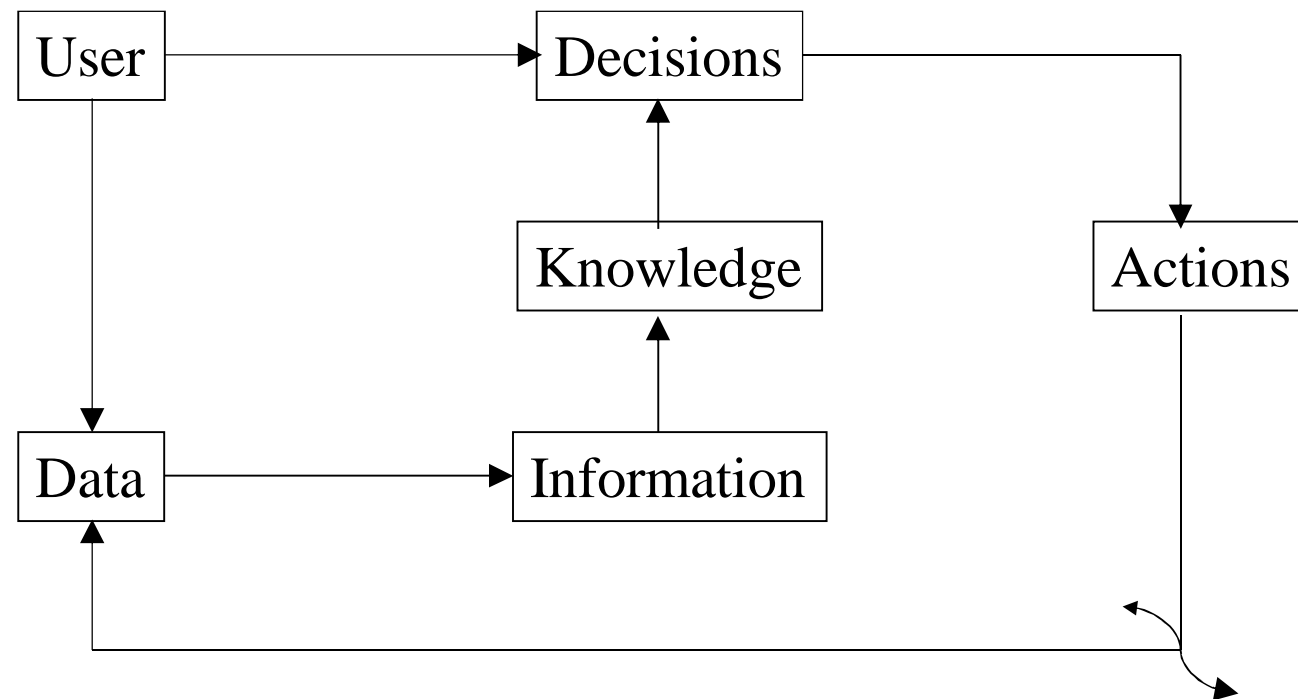 User
Decisions
Knowledge
Actions
Data
Information